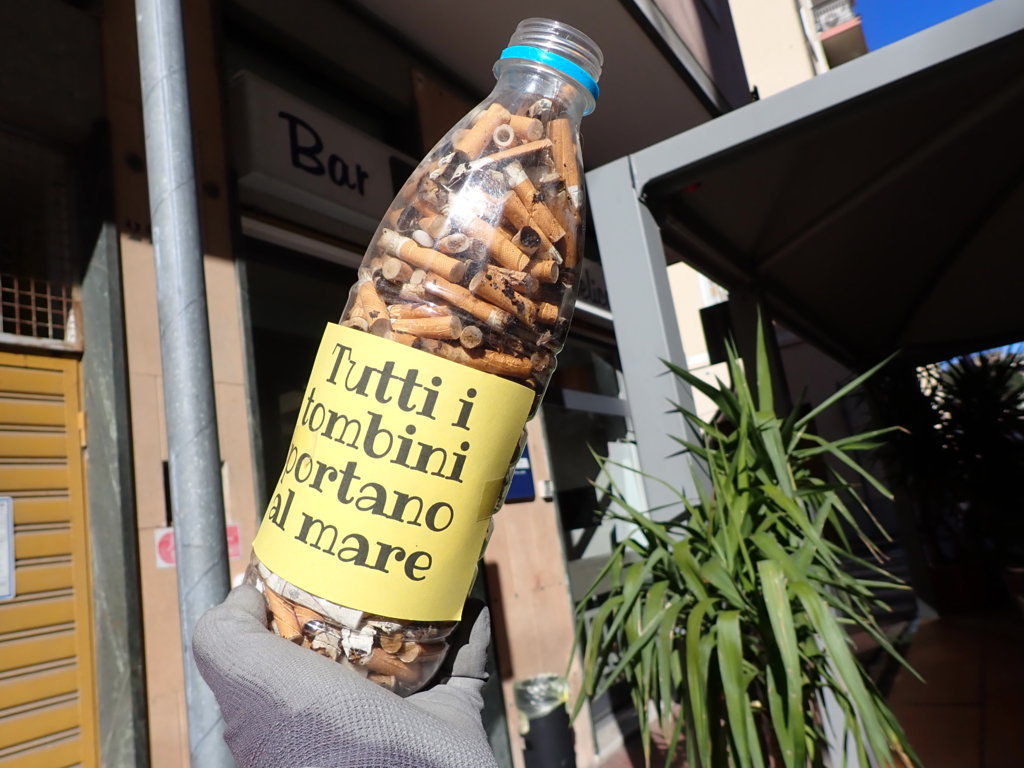 Bar
Tutti i
tombini
portano
al mare